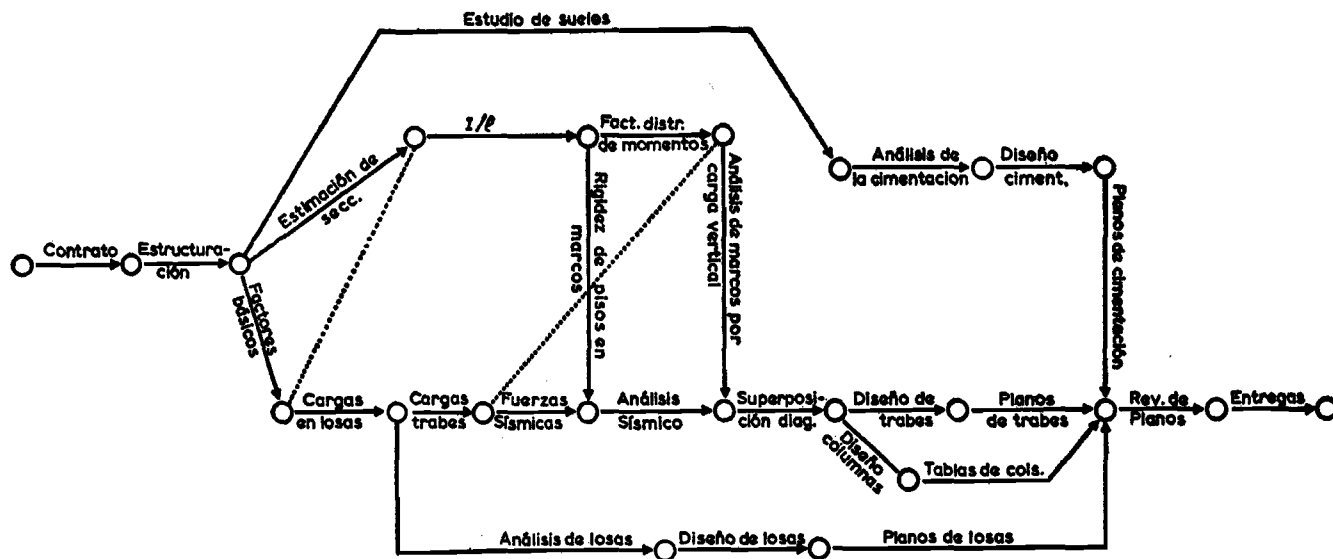 Estudio de suelos
I/ℓ
Fact. distr.
de momentos
Estimación de
secc.
Análisis de
la cimentacion
Diseño
ciment.
Contrato
Estructura-
ción
Factores
básicos
Rigidez de pisos en
marcos
Análisis de marcos por
carga vertical
Planos de cimentación
Cargas
en losas
Cargas
trabes
Fuerzas
Sísmicas
Análisis
Sísmico
Superposi-
ción diag.
Diseño de
trabes
Planos
de trabes
Rev. de
Planos
Entregas
Diseño
columnas
Tablas de cols.
Análisis de losas
Diseño de losas
Planos de losas